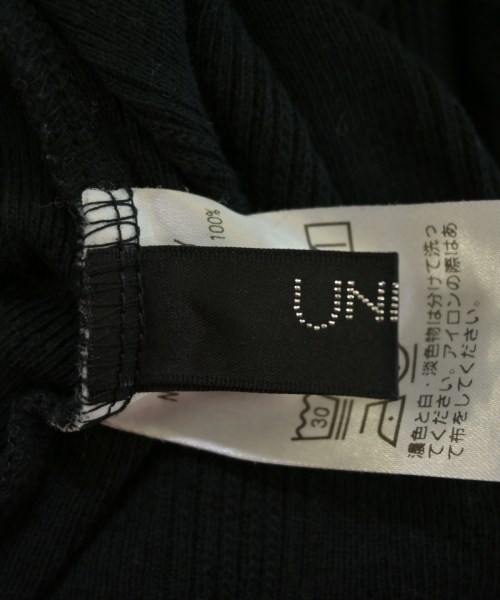 UNE
100%
30
濃色と白・淡色物は分けて洗っ
てください。アイロンの際はあ
て布をしてください。